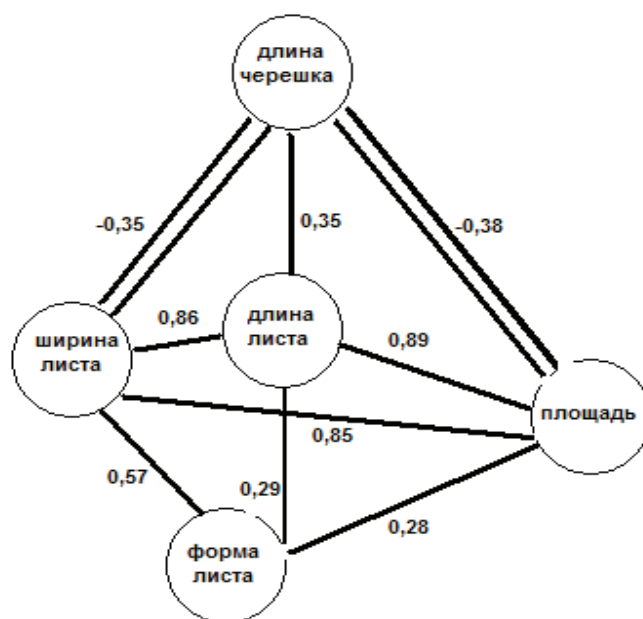 длина
черешка
-0,35
0,35
-0,38
0,86
длина
листа
ширина
листа
0,89
площадь
0,85
0,57
0,29
0,28
форма
листа